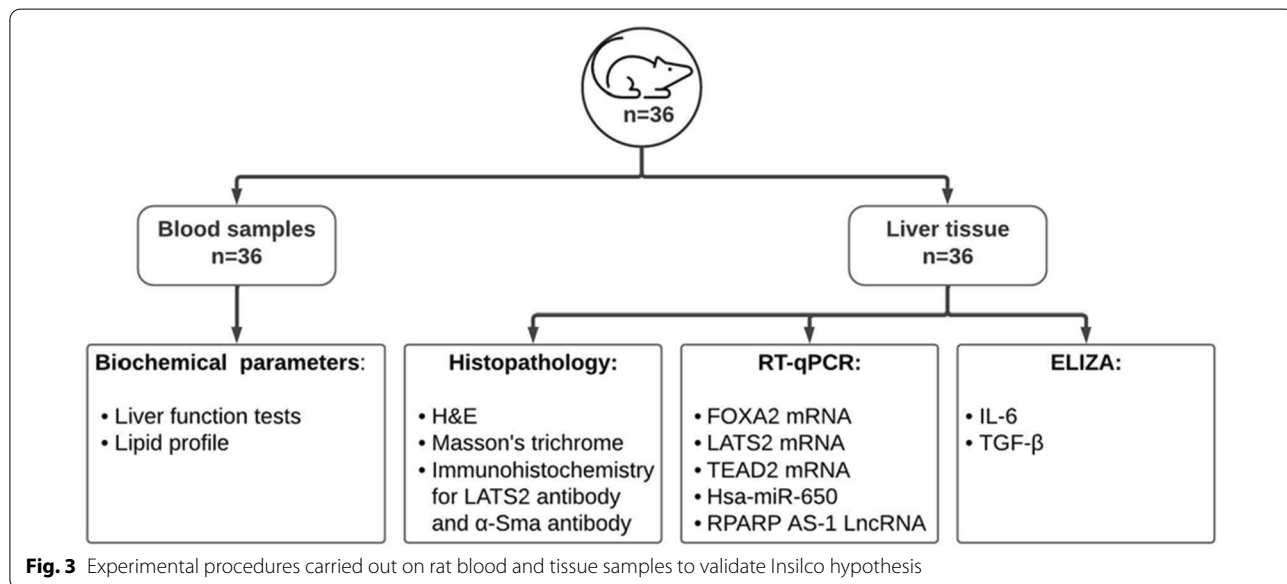 n=36
Blood samples
n=36
Liver tissue
n=36
Biochemical parameters:
• Liver function tests
• Lipid profile
Histopathology:
• H&E
• Masson's trichrome
• Immunohistochemistry
for LATS2 antibody
and α-Sma antibody
RT-qPCR:
• FOXA2 mRNA
• LATS2 mRNA
• TEAD2 mRNA
• Hsa-miR-650
• RPARP AS-1 LncRNA
ELIZA:
• IL-6
• TGF-β
Fig. 3 Experimental procedures carried out on rat blood and tissue samples to validate Insilco hypothesis